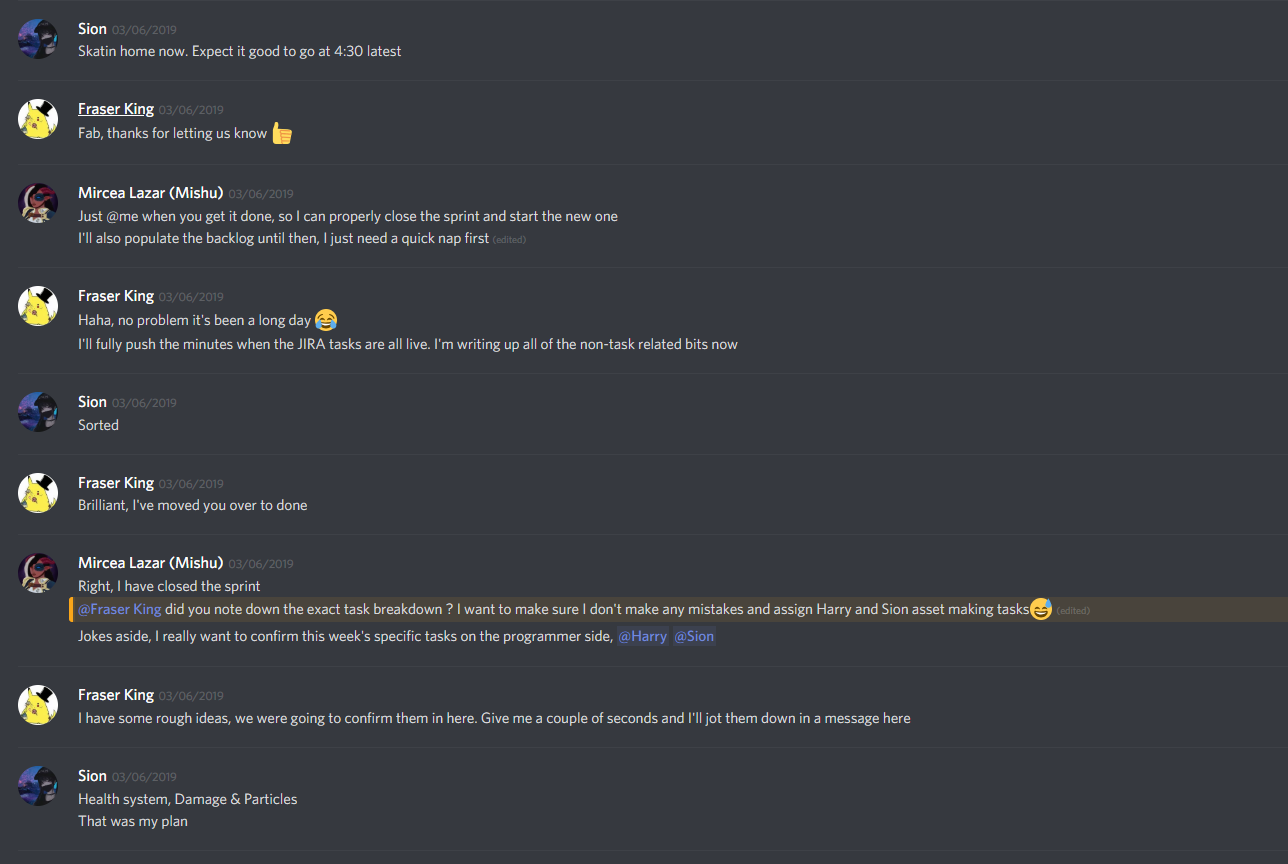 Sion 03/06/2019
Skatin home now. Expect it good to go at 4:30 latest
Fraser King 03/06/2019
Fab, thanks for letting us know 👍
Mircea Lazar (Mishu) 03/06/2019
Just @me when you get it done, so I can properly close the sprint and start the new one
I'll also populate the backlog until then, I just need a quick nap first (edited)
Fraser King 03/06/2019
Haha, no problem it's been a long day 😂
I'll fully push the minutes when the JIRA tasks are all live. I'm writing up all of the non-task related bits now
Sion 03/06/2019
Sorted
Fraser King 03/06/2019
Brilliant, I've moved you over to done
Mircea Lazar (Mishu) 03/06/2019
Right, I have closed the sprint
@Fraser King did you note down the exact task breakdown ? I want to make sure I don't make any mistakes and assign Harry and Sion asset making tasks😅 (edited)
Jokes aside, I really want to confirm this week's specific tasks on the programmer side, @Harry @Sion
Fraser King 03/06/2019
I have some rough ideas, we were going to confirm them in here. Give me a couple of seconds and I'll jot them down in a message here
Sion 03/06/2019
Health system, Damage & Particles
That was my plan